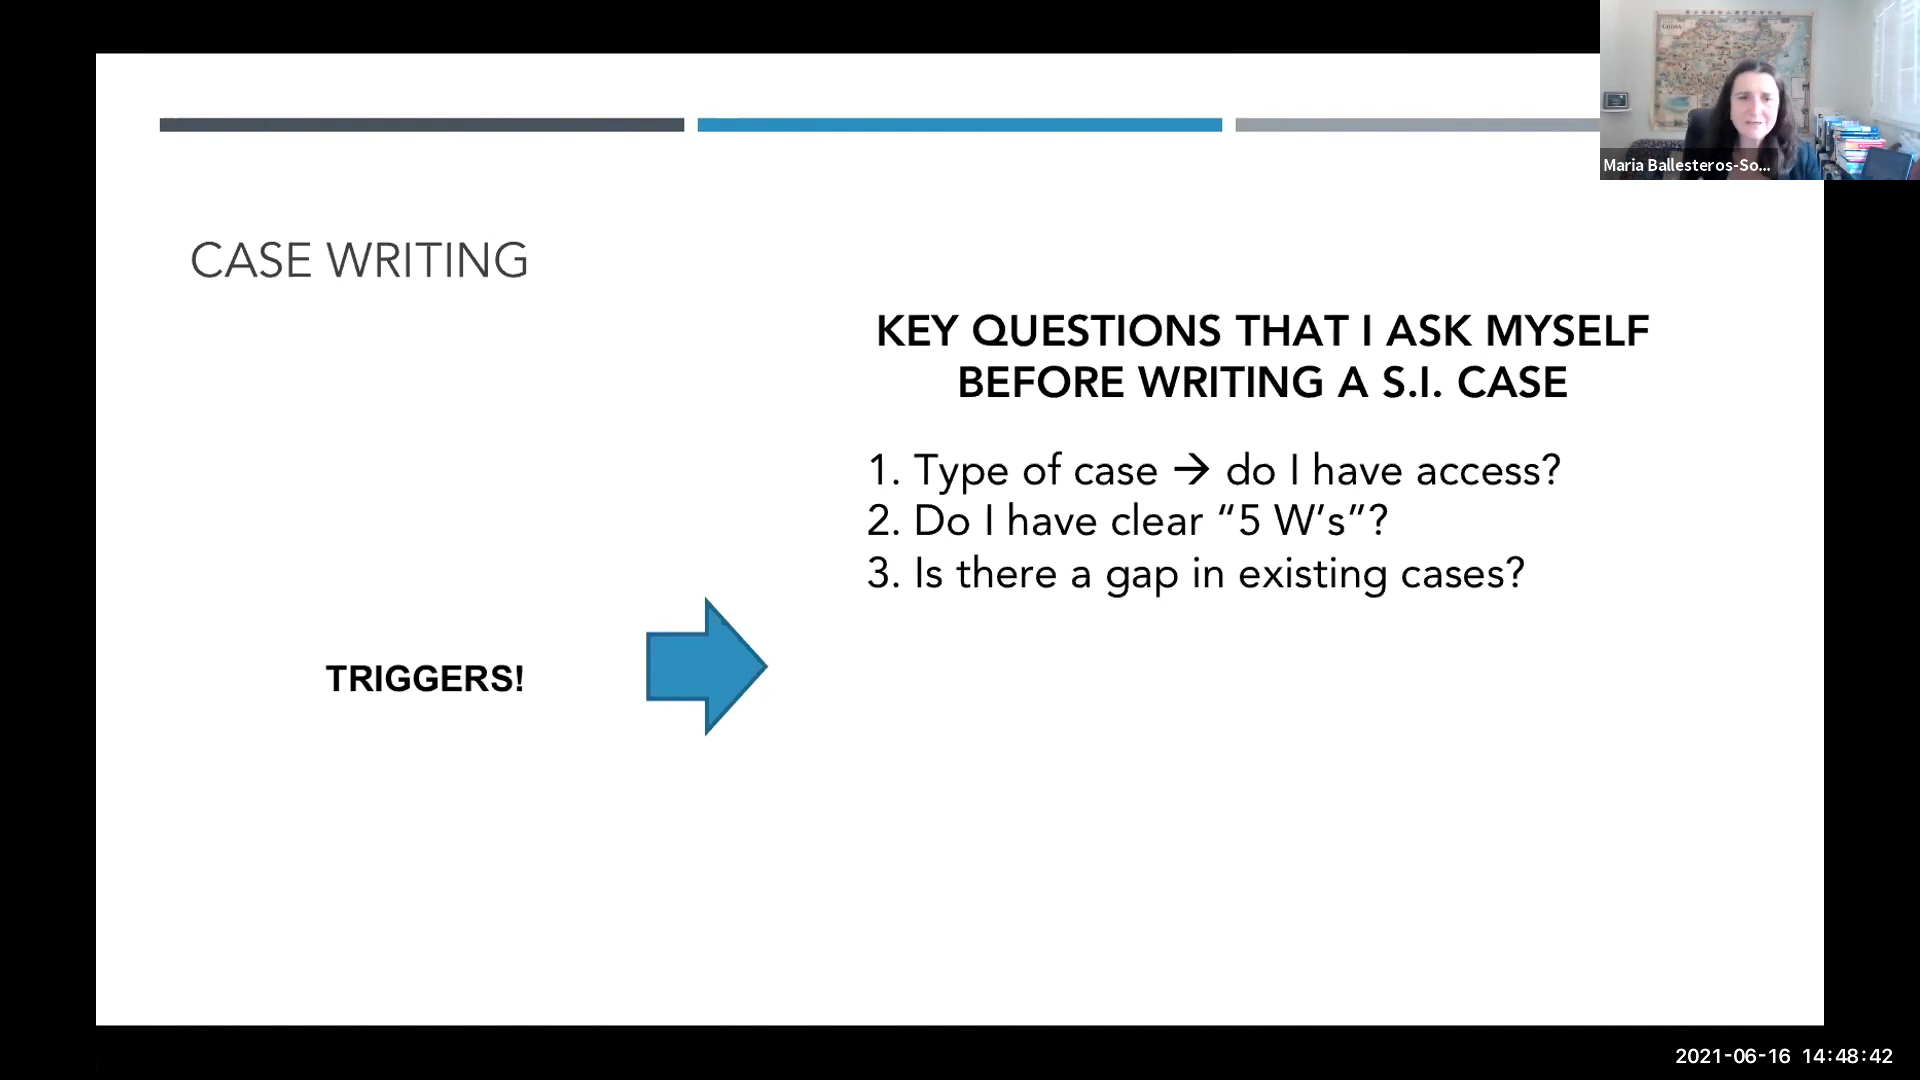 Maria Ballesteros-So...
CASE WRITING
KEY QUESTIONS THAT I ASK MYSELF
BEFORE WRITING A S.I. CASE
1. Type of case → do I have access?
2. Do I have clear “5 W’s”?
3. Is there a gap in existing cases?
TRIGGERS!
2021-06-16 14:48:42